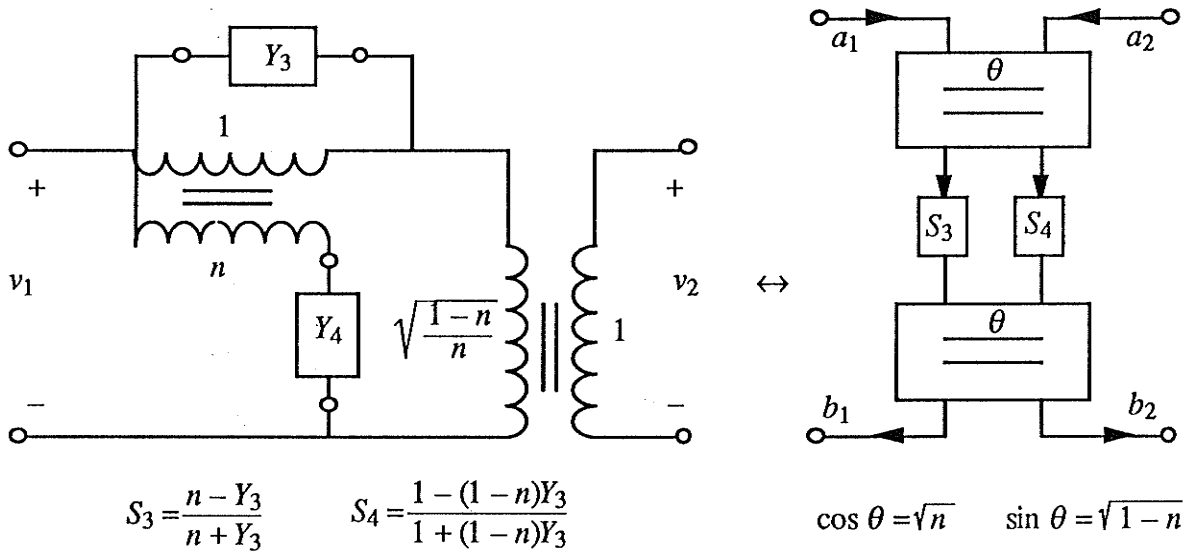 Y₃
1
+
n
v₁
Y₄
−
√((1 − n)/n)
+
v₂
1
−
↔
a₁
a₂
θ
S₃
S₄
θ
b₁
b₂
S₃ = (n − Y₃)/(n + Y₃)
S₄ = (1 − (1 − n)Y₃)/(1 + (1 − n)Y₃)
cos θ = √n
sin θ = √(1 − n)